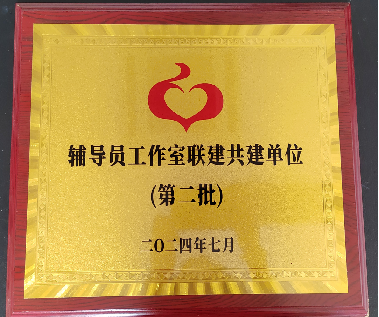 辅导员工作室联建共建单位
(第二批)
二〇二四年七月